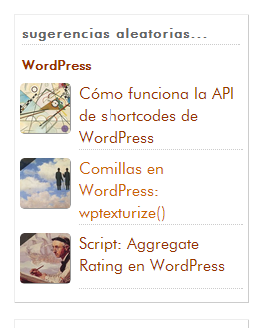 sugerencias aleatorias...
WordPress
Cómo funciona la API
de shortcodes de
WordPress
Comillas en
WordPress:
wptexturize()
Script: Aggregate
Rating en WordPress